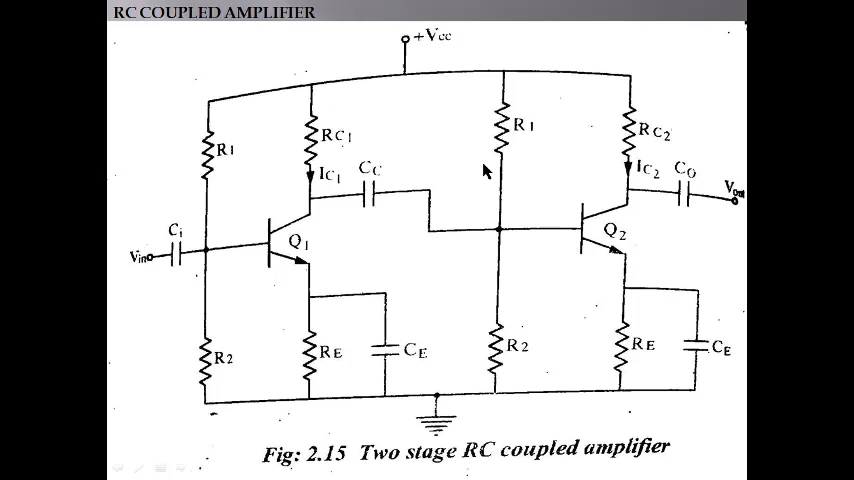 RC COUPLED AMPLIFIER
+Vcc
R1
RC1
R1
RC2
IC1
CC
IC2
CO
Vout
Ci
Vin
Q1
Q2
R2
RE
CE
R2
RE
CE
Fig: 2.15 Two stage RC coupled amplifier